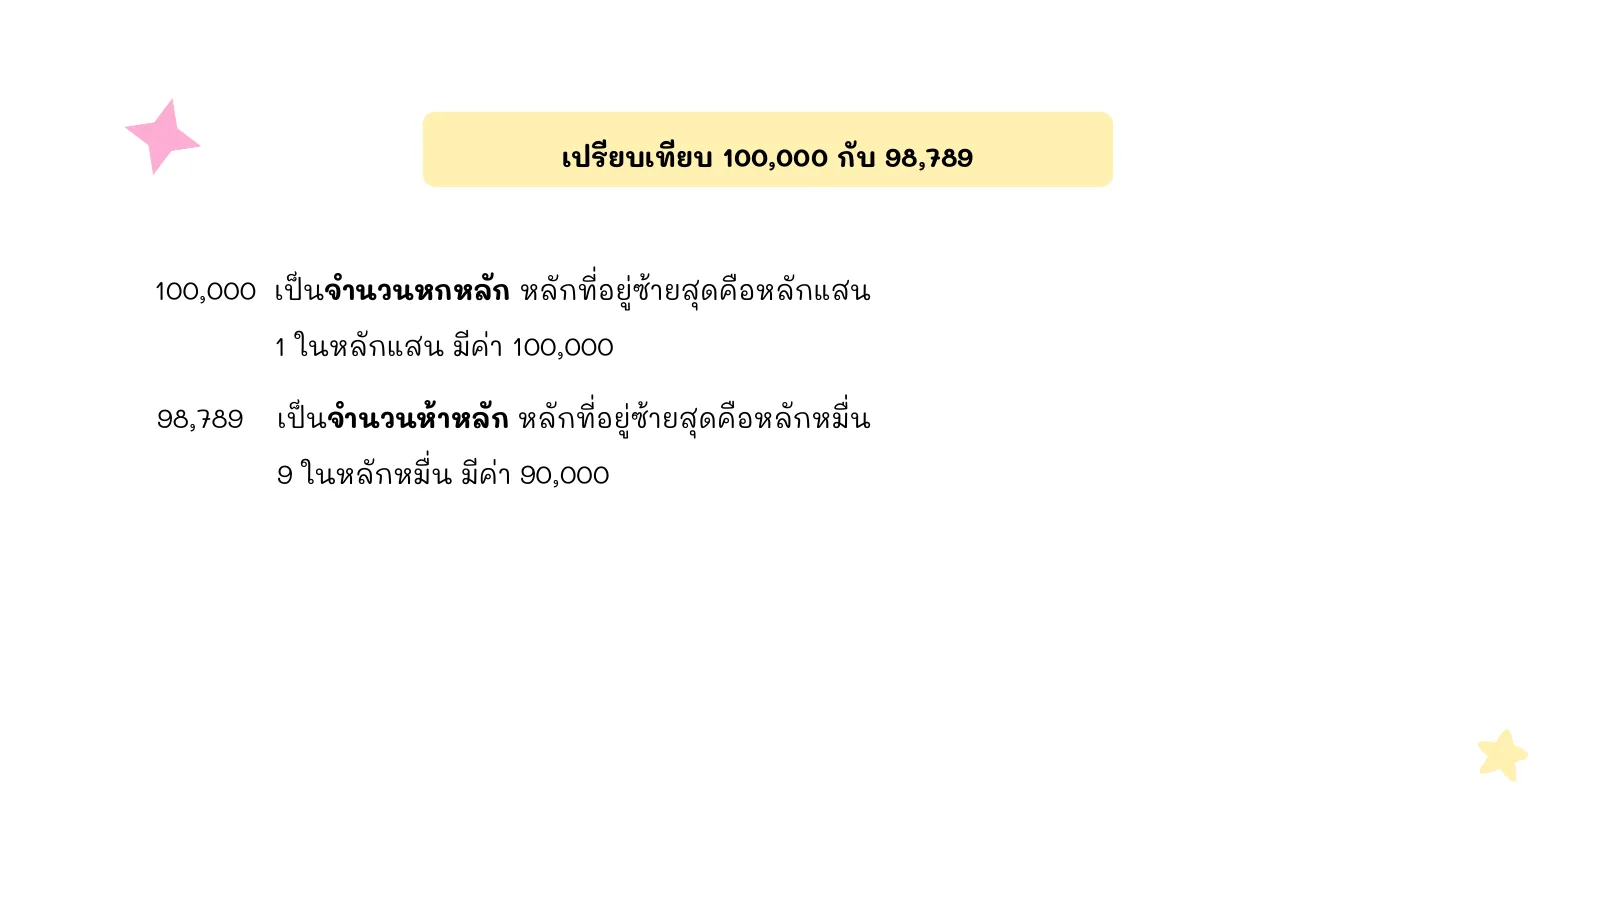 เปรียบเทียบ 100,000 กับ 98,789
100,000 เป็นจำนวนหกหลัก หลักที่อยู่ซ้ายสุดคือหลักแสน
1 ในหลักแสน มีค่า 100,000
98,789 เป็นจำนวนห้าหลัก หลักที่อยู่ซ้ายสุดคือหลักหมื่น
9 ในหลักหมื่น มีค่า 90,000